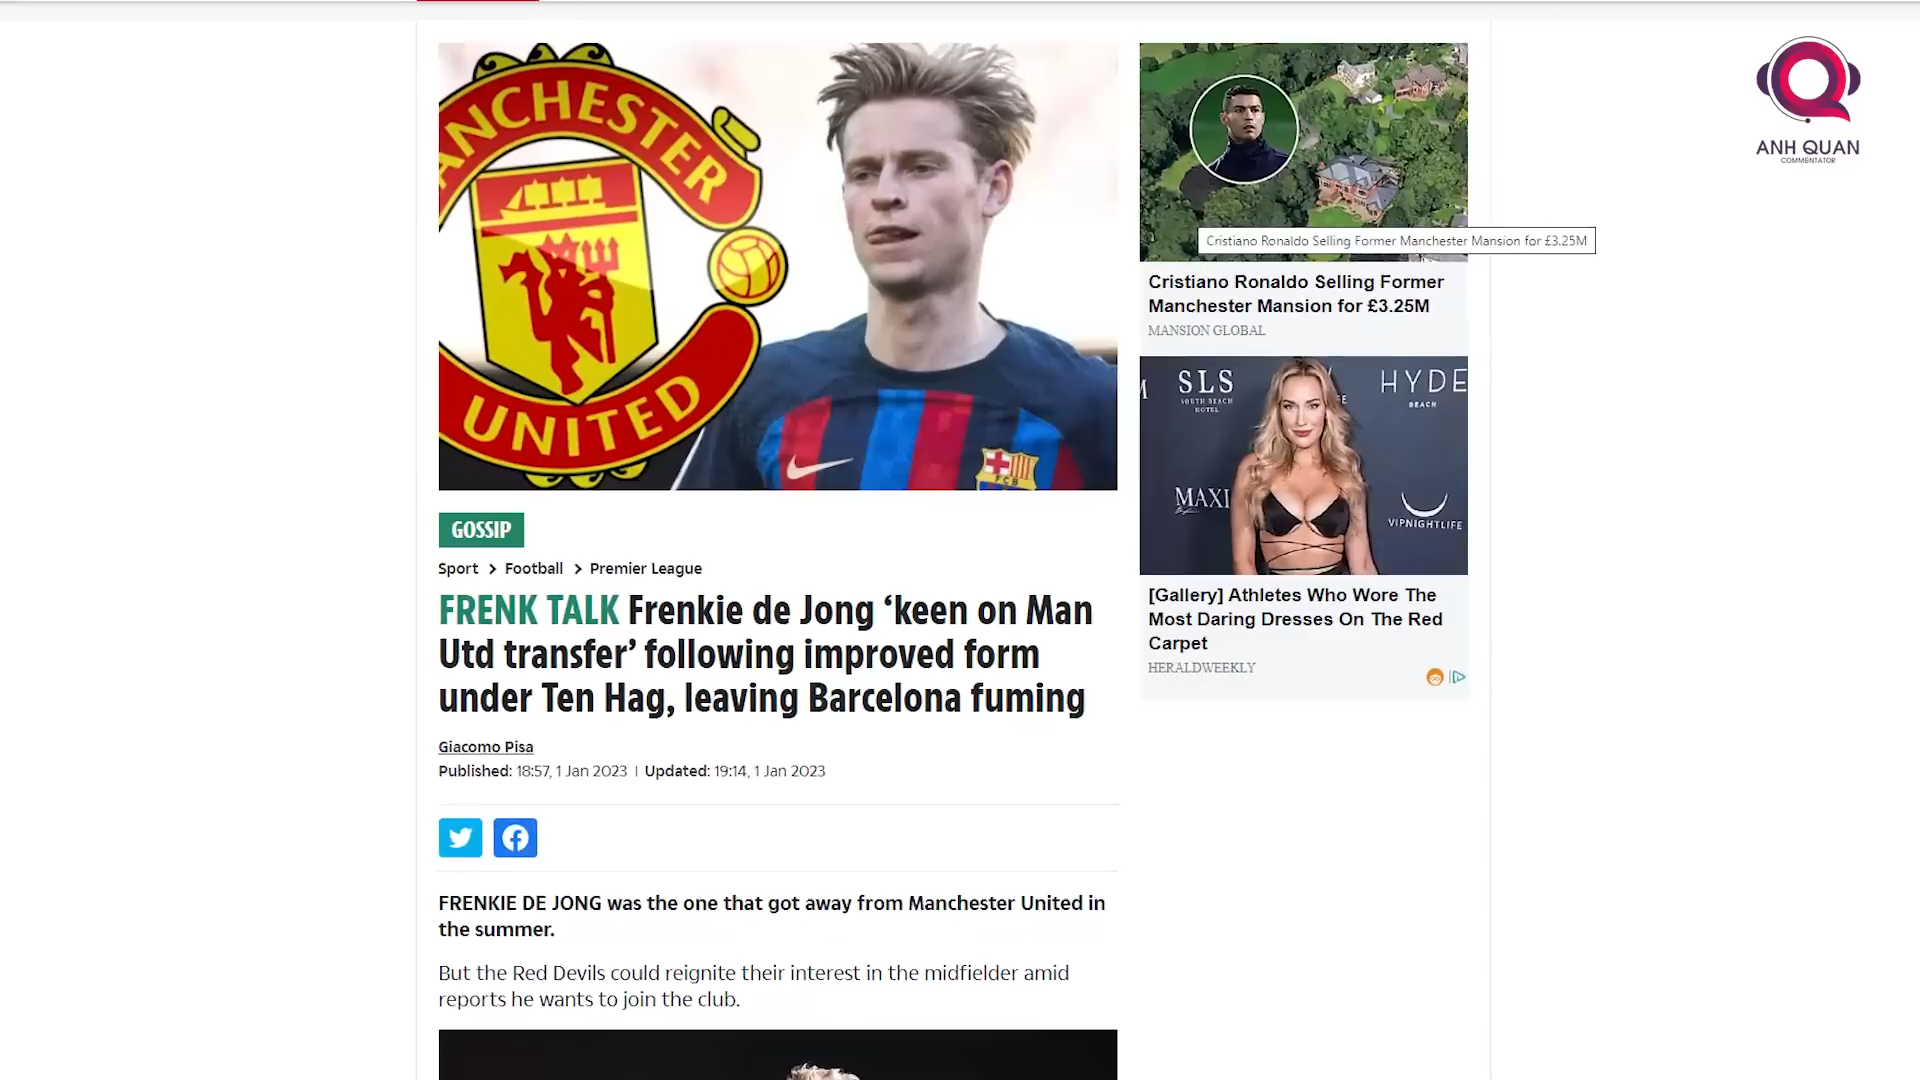 ANCHESTER
UNITED
FCB
GOSSIP
Sport > Football > Premier League
FRENK TALK Frenkie de Jong ‘keen on Man
Utd transfer’ following improved form
under Ten Hag, leaving Barcelona fuming
Giacomo Pisa
Published: 18:57, 1 Jan 2023 | Updated: 19:14, 1 Jan 2023
FRENKIE DE JONG was the one that got away from Manchester United in
the summer.
But the Red Devils could reignite their interest in the midfielder amid
reports he wants to join the club.
Cristiano Ronaldo Selling Former Manchester Mansion for £3.25M
Cristiano Ronaldo Selling Former
Manchester Mansion for £3.25M
MANSION GLOBAL
SLS
SOUTH BEACH
HOTEL
HYDE
BEACH
MAXI
VIPNIGHTLIFE
[Gallery] Athletes Who Wore The
Most Daring Dresses On The Red
Carpet
HERALDWEEKLY
ANH QUAN
COMMENTATOR